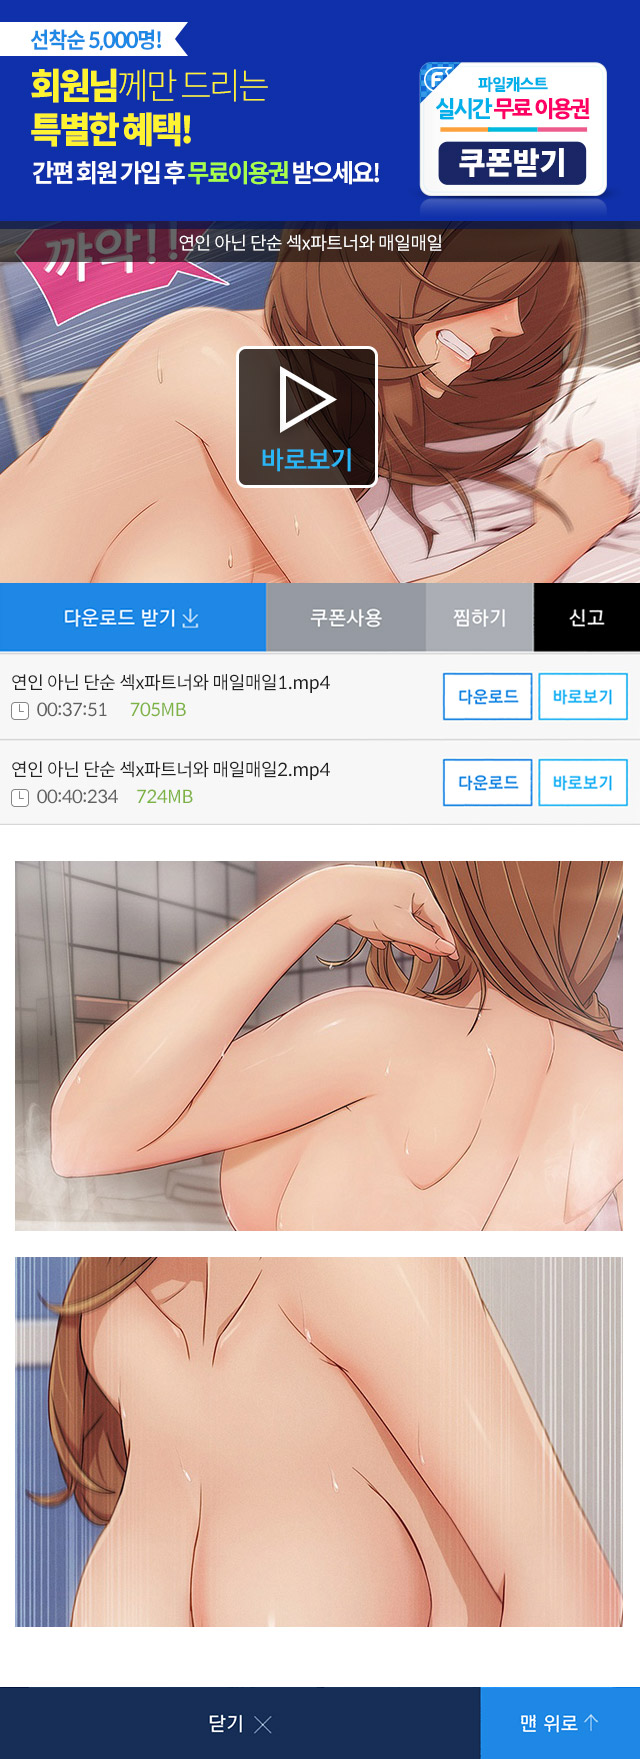 선착순 5,000명!
회원님께만 드리는
특별한 혜택!
간편 회원 가입 후 무료이용권 받으세요!
파일캐스트
실시간 무료 이용권
쿠폰받기
까악!!
연인 아닌 단순 섹x파트너와 매일매일
바로보기
다운로드 받기
쿠폰사용
찜하기
신고
연인 아닌 단순 섹x파트너와 매일매일1.mp4
00:37:51 705MB
다운로드
바로보기
연인 아닌 단순 섹x파트너와 매일매일2.mp4
00:40:234 724MB
다운로드
바로보기
닫기
맨 위로